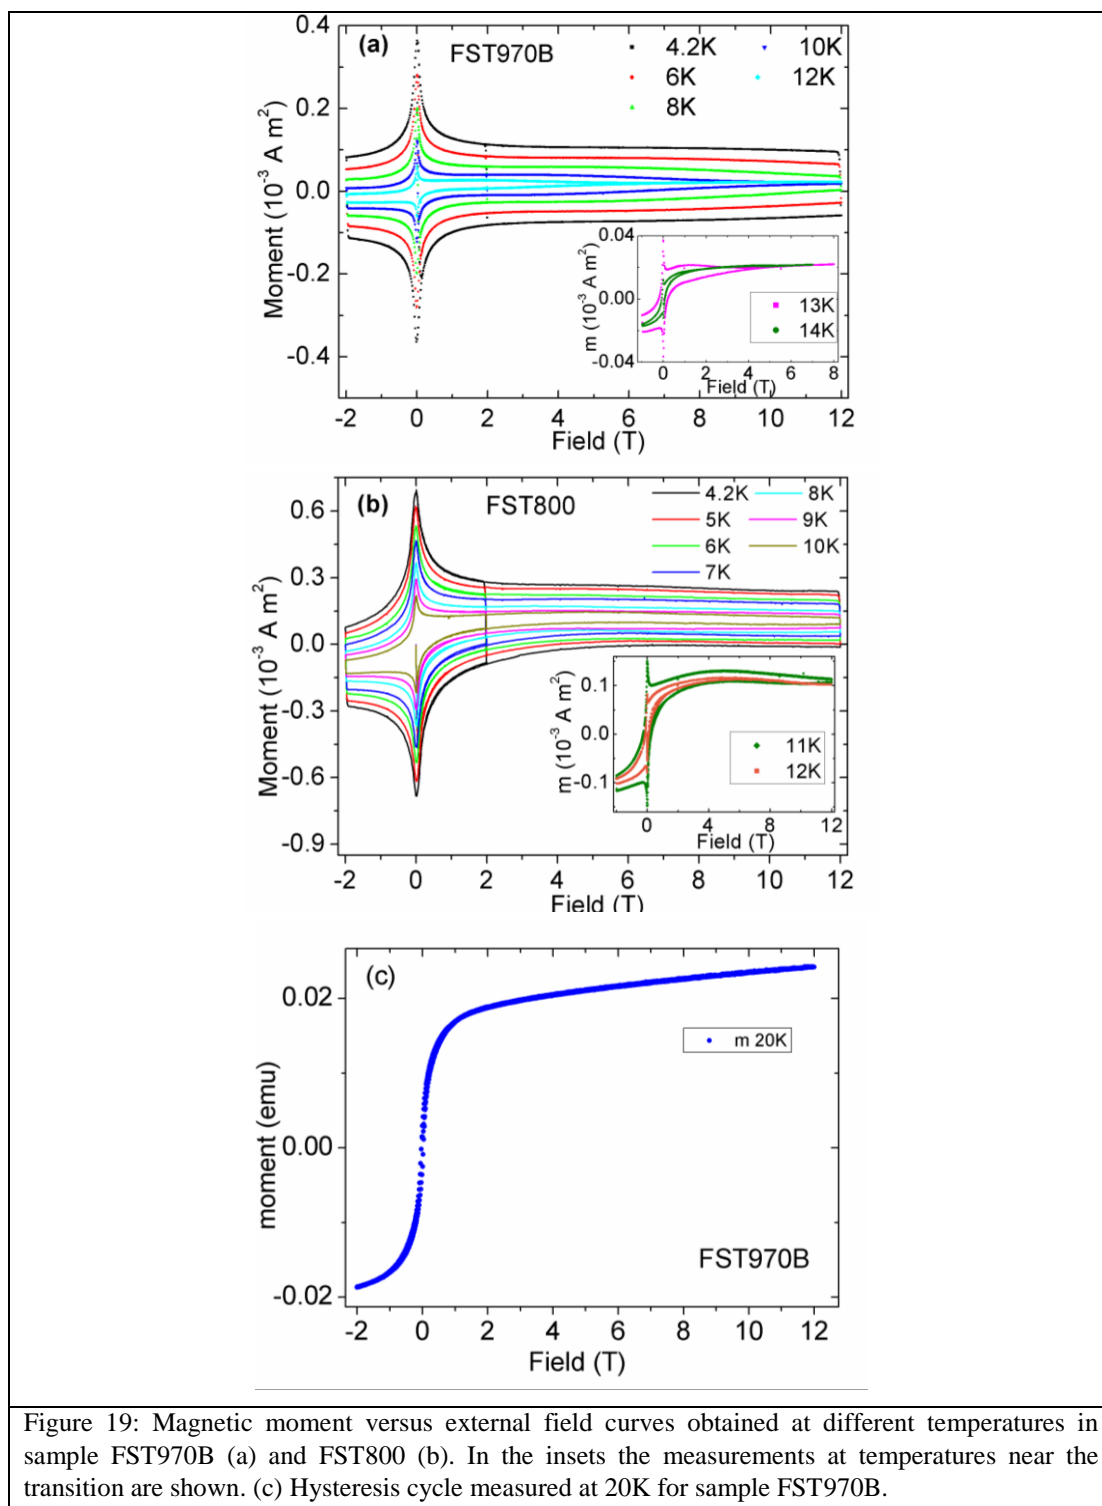 (a)
FST970B
4.2K
10K
6K
12K
8K
0.4
0.2
0.0
-0.2
-0.4
Moment (10⁻³ A m²)
-2 0 2 4 6 8 10 12
Field (T)
0.04
0.00
-0.04
m (10⁻³ A m²)
13K
14K
0 2 4 6 8
Field (T)
(b)
FST800
4.2K 8K
5K 9K
6K 10K
7K
0.6
0.3
0.0
-0.3
-0.6
-0.9
Moment (10⁻³ A m²)
-2 0 2 4 6 8 10 12
Field (T)
0.1
0.0
-0.1
m (10⁻³ A m²)
11K
12K
0 4 8 12
Field (T)
(c)
m 20K
FST970B
0.02
0.00
-0.02
moment (emu)
-2 0 2 4 6 8 10 12
Field (T)
Figure 19: Magnetic moment versus external field curves obtained at different temperatures in
sample FST970B (a) and FST800 (b). In the insets the measurements at temperatures near the
transition are shown. (c) Hysteresis cycle measured at 20K for sample FST970B.